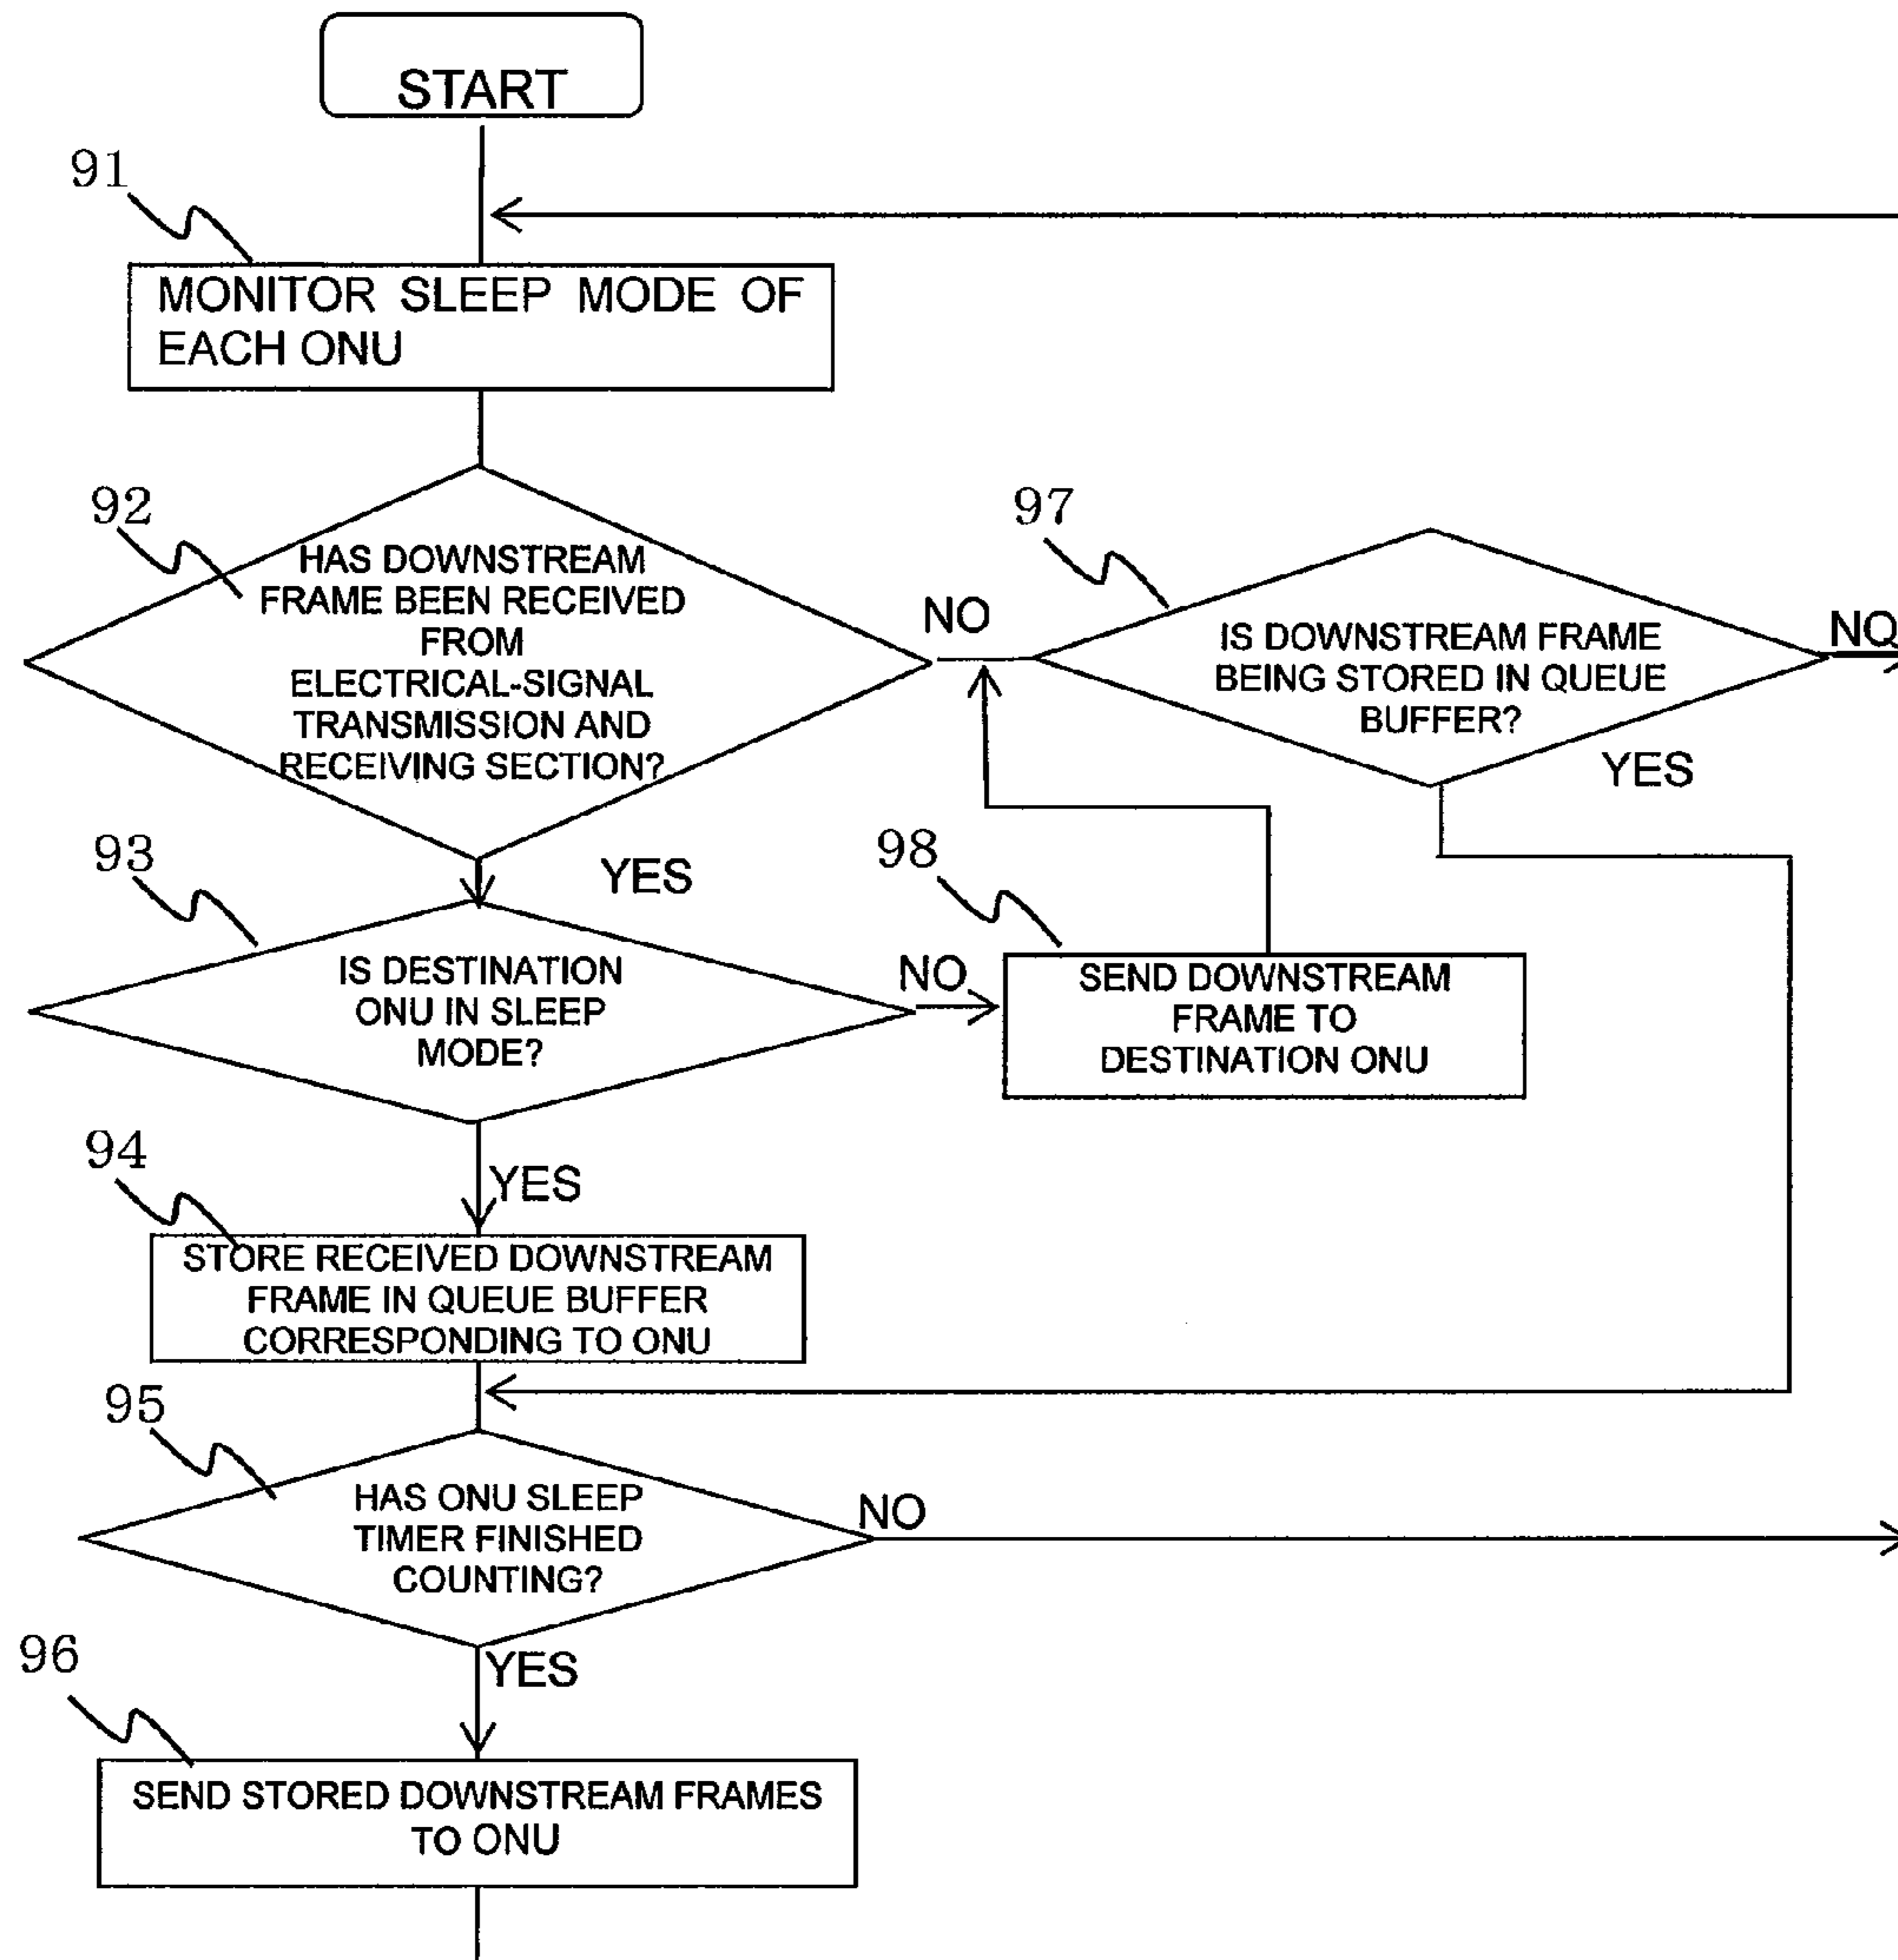 START
91
MONITOR SLEEP MODE OF
EACH ONU
92
HAS DOWNSTREAM
FRAME BEEN RECEIVED
FROM
ELECTRICAL-SIGNAL
TRANSMISSION AND
RECEIVING SECTION?
NO
97
IS DOWNSTREAM FRAME
BEING STORED IN QUEUE
BUFFER?
NO
YES
YES
93
IS DESTINATION
ONU IN SLEEP
MODE?
NO
98
SEND DOWNSTREAM
FRAME TO
DESTINATION ONU
YES
94
STORE RECEIVED DOWNSTREAM
FRAME IN QUEUE BUFFER
CORRESPONDING TO ONU
95
HAS ONU SLEEP
TIMER FINISHED
COUNTING?
NO
YES
96
SEND STORED DOWNSTREAM FRAMES
TO ONU